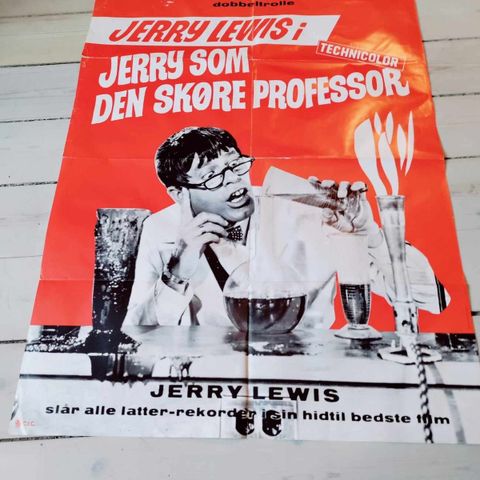 dobbeltrolle
JERRY LEWIS i
TECHNICOLOR
JERRY SOM
DEN SKØRE PROFESSOR
JERRY LEWIS
slår alle latter-rekorder i sin hidtil bedste film